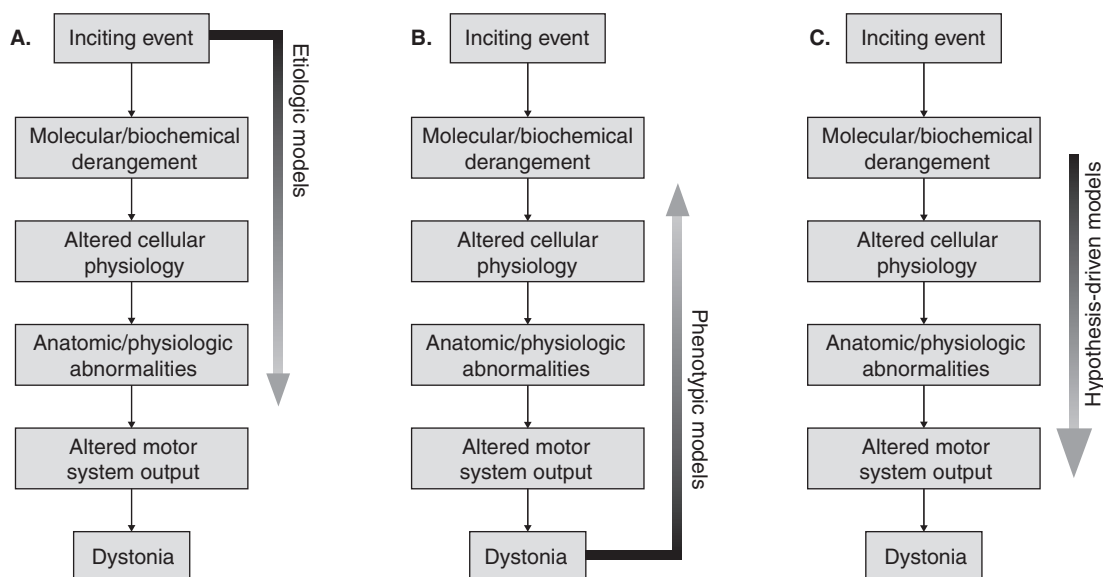 A.
Inciting event
Molecular/biochemical
derangement
Altered cellular
physiology
Anatomic/physiologic
abnormalities
Altered motor
system output
Dystonia
Etiologic models
B.
Inciting event
Molecular/biochemical
derangement
Altered cellular
physiology
Anatomic/physiologic
abnormalities
Altered motor
system output
Dystonia
Phenotypic models
C.
Inciting event
Molecular/biochemical
derangement
Altered cellular
physiology
Anatomic/physiologic
abnormalities
Altered motor
system output
Dystonia
Hypothesis-driven models